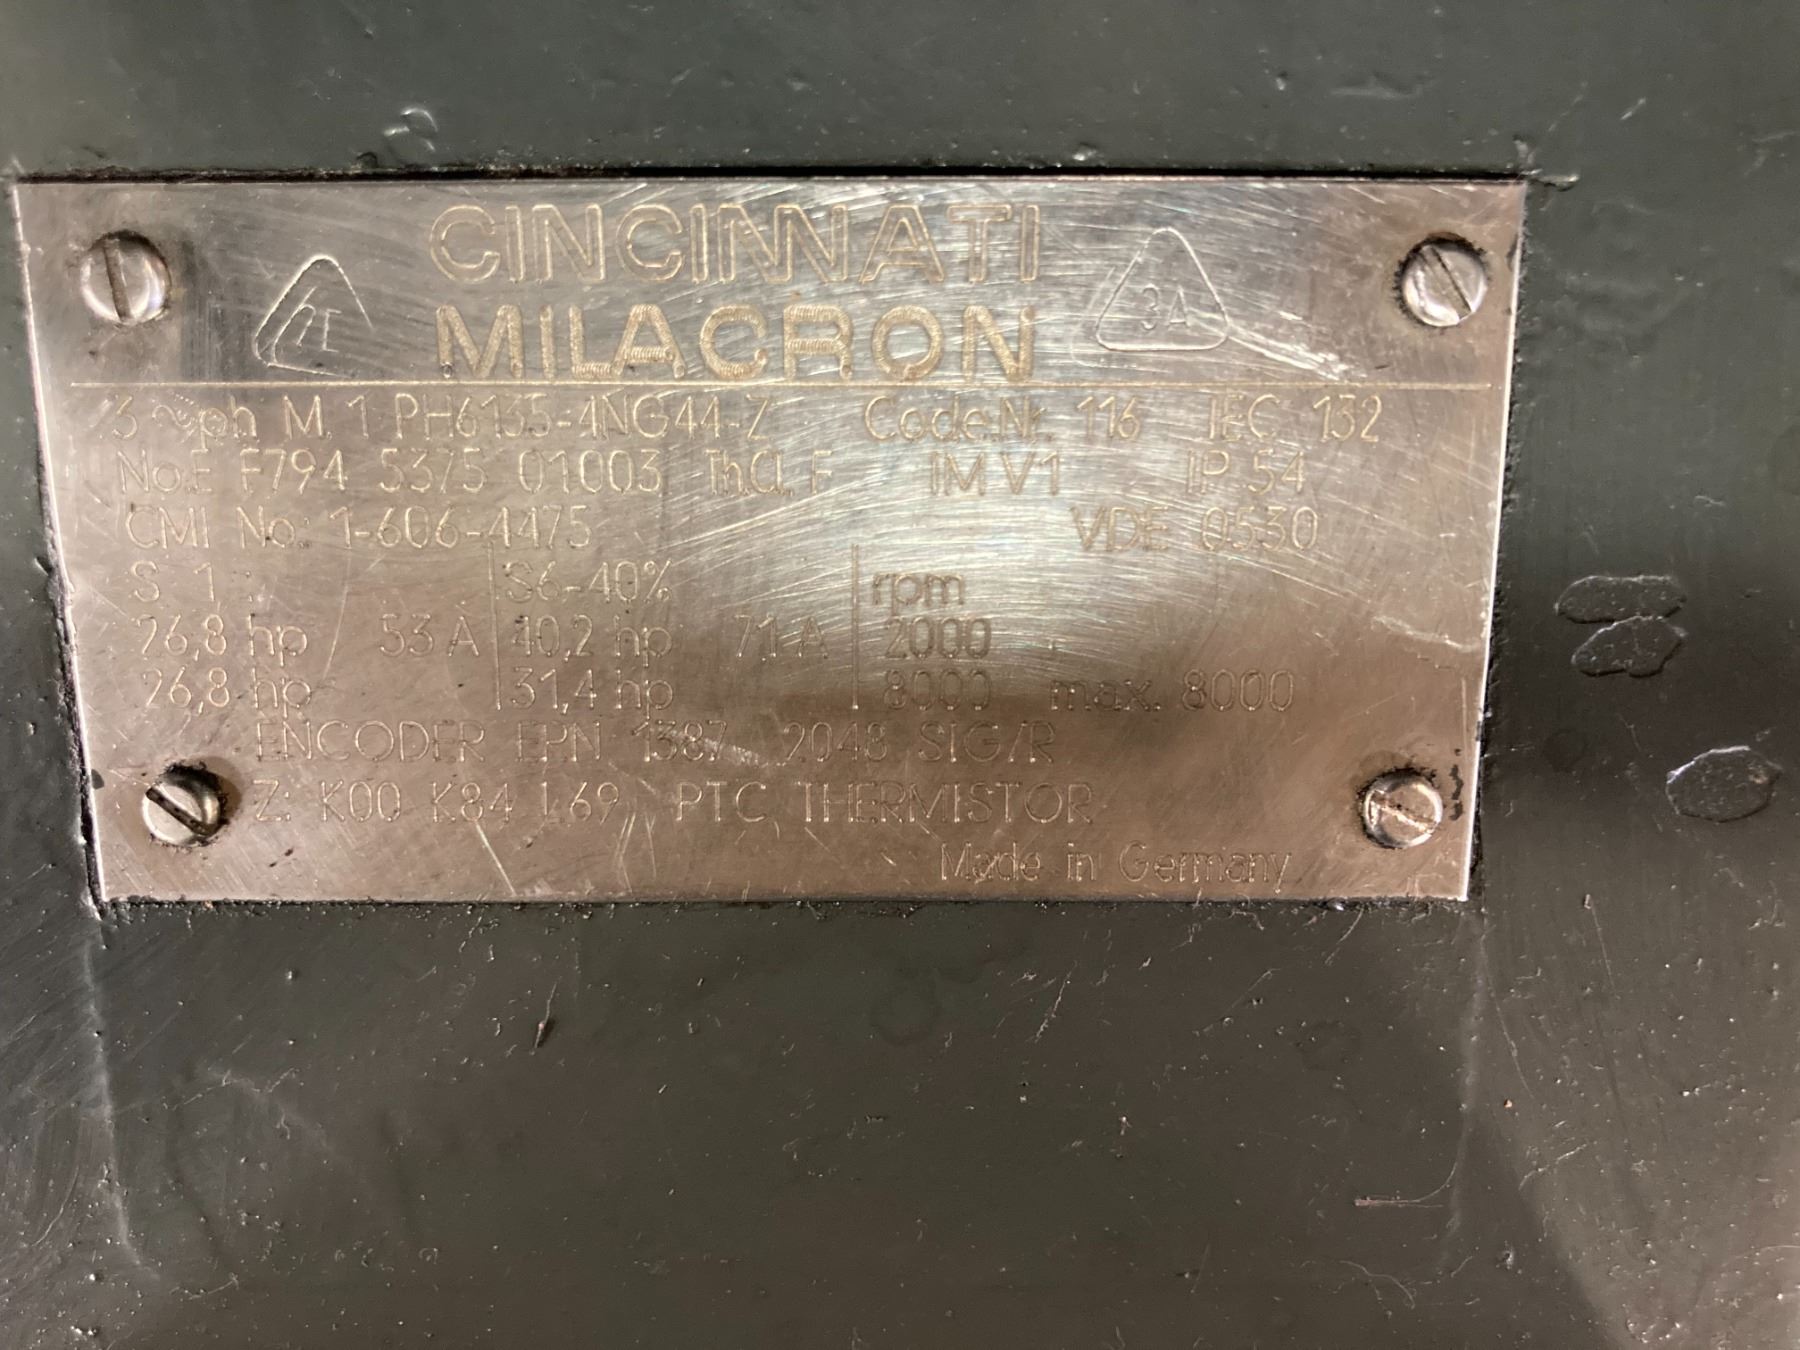 CINCINNATI
MILACRON
3A
3 ~ph M. 1 PH6135-4NG44-Z Code.Nr. 116 IEC 132
No.E F794 5375 01003 Th.Cl. F IM V1 IP 54
CMI No.: 1-606-4475 VDE 0530
S 1 : S6-40% rpm
26,8 hp 53 A 40,2 hp 71 A 2000
26,8 hp 31,4 hp 8000 max. 8000
ENCODER EPN 1387 2048 SIG/R
Z: K00 K84 L69 PTC THERMISTOR
Made in Germany